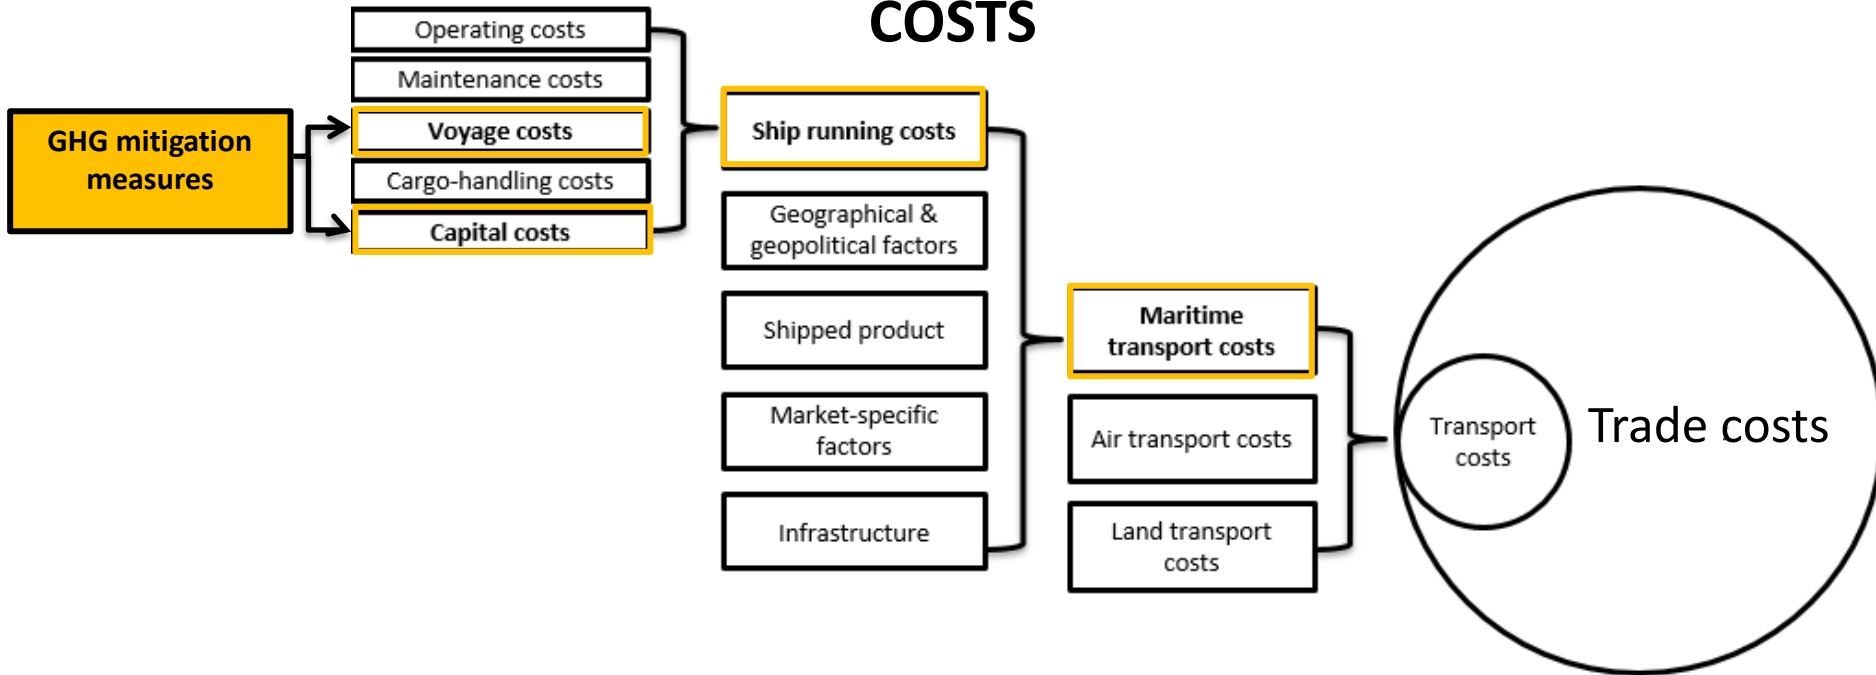 COSTS
GHG mitigation
measures
Operating costs
Maintenance costs
Voyage costs
Cargo-handling costs
Capital costs
Ship running costs
Geographical &
geopolitical factors
Shipped product
Market-specific
factors
Infrastructure
Maritime
transport costs
Air transport costs
Land transport
costs
Transport
costs
Trade costs